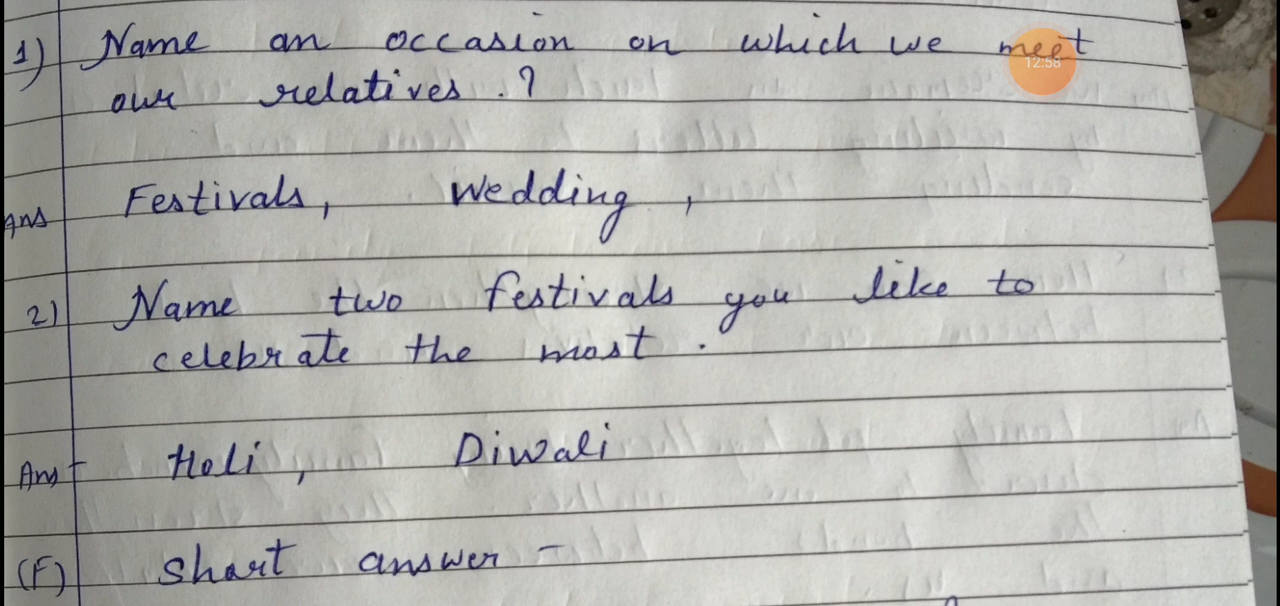 1) Name an occasion on which we meet
our relatives.?
Ans Festivals, Wedding,
2) Name two festivals you like to
celebrate the most.
Ans Holi, Diwali
(F) Short answer -
12:58